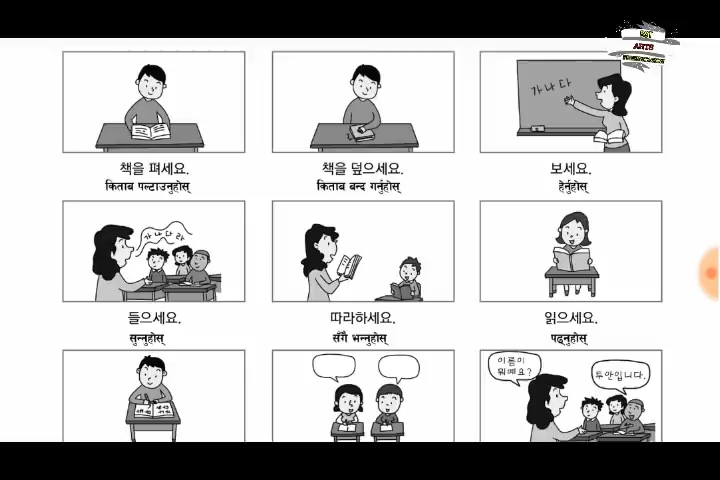 가 나 다
책을 펴세요.
किताब पल्टाउनुहोस्
책을 덮으세요.
किताब बन्द गर्नुहोस्
보세요.
हेर्नुहोस्
가 나 다 라
들으세요.
सुन्नुहोस्
따라하세요.
सँगै भन्नुहोस्
읽으세요.
पढ्नुहोस्
이름이
뭐예요?
투안입니다.